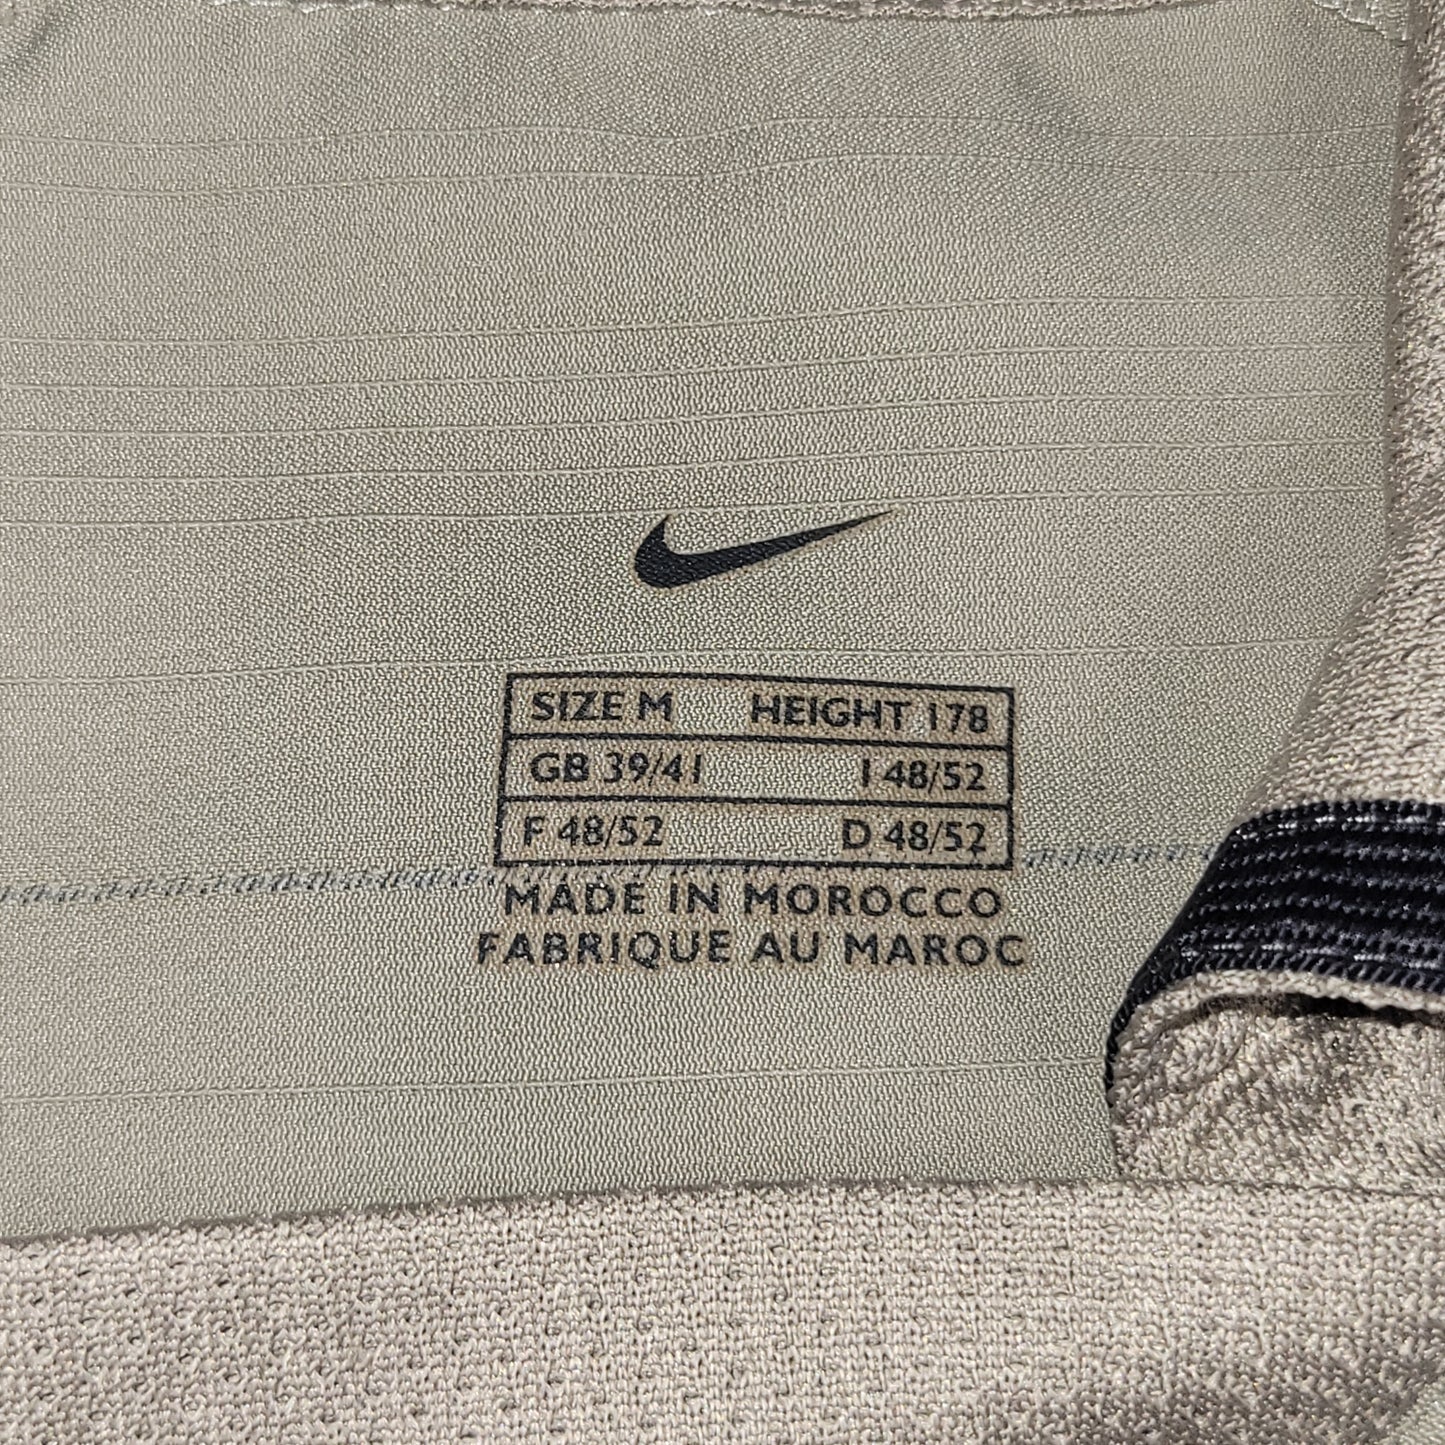 SIZE M HEIGHT 178
GB 39/41 I 48/52
F 48/52 D 48/52
MADE IN MOROCCO
FABRIQUE AU MAROC